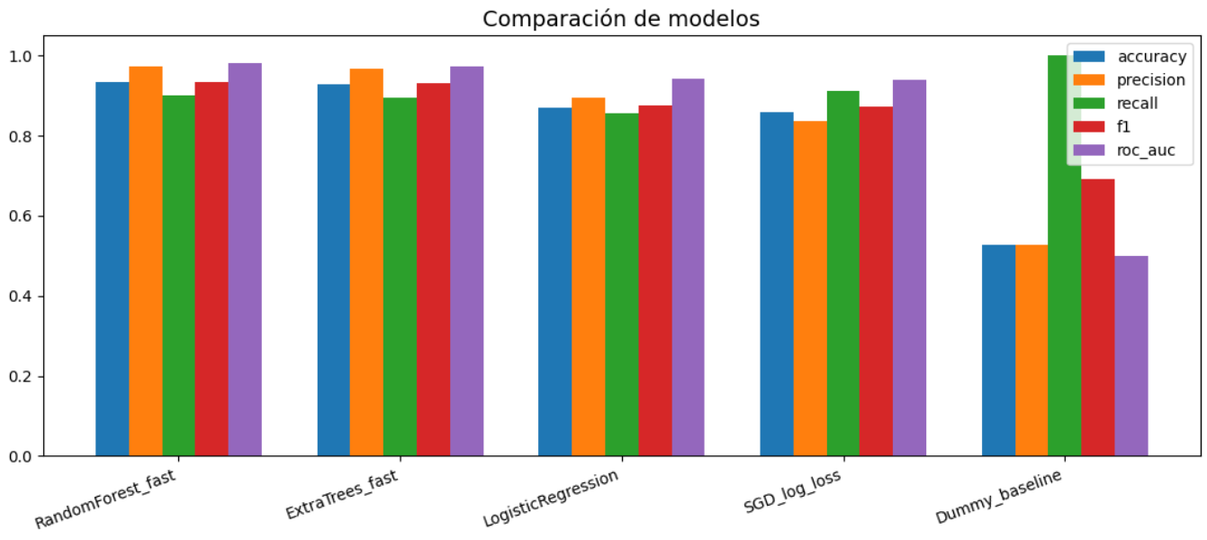 Comparación de modelos
1.0
0.8
0.6
0.4
0.2
0.0
accuracy
precision
recall
f1
roc_auc
RandomForest_fast
ExtraTrees_fast
LogisticRegression
SGD_log_loss
Dummy_baseline